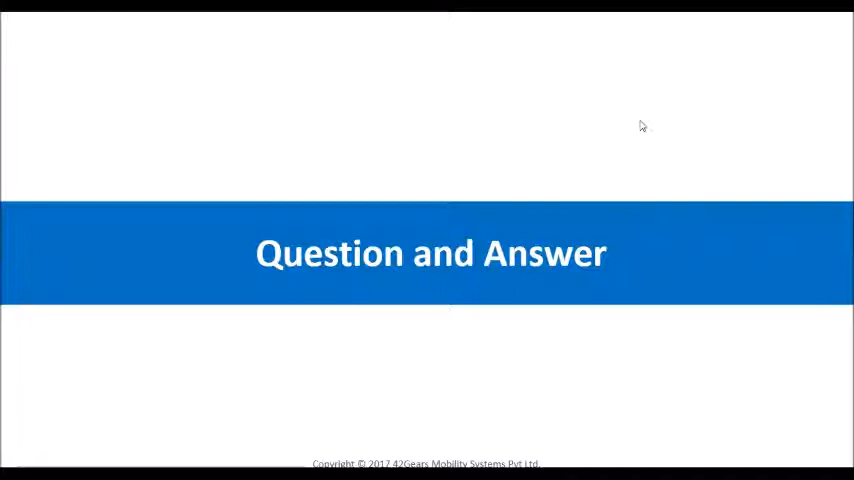 Question and Answer
Copyright © 2017 42Gears Mobility Systems Pvt Ltd.